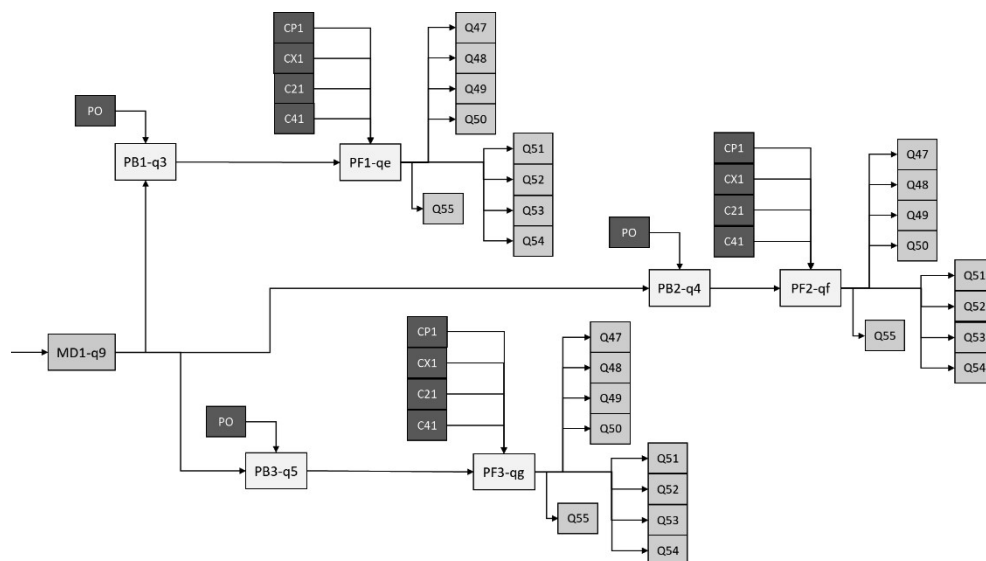 CP1
CX1
C21
C41
Q47
Q48
Q49
Q50
PO
PB1-q3
PF1-qe
Q51
Q52
Q53
Q54
Q55
CP1
CX1
C21
C41
Q47
Q48
Q49
Q50
PO
PB2-q4
PF2-qf
Q51
Q52
Q53
Q54
Q55
MD1-q9
CP1
CX1
C21
C41
Q47
Q48
Q49
Q50
PO
PB3-q5
PF3-qg
Q51
Q52
Q53
Q54
Q55